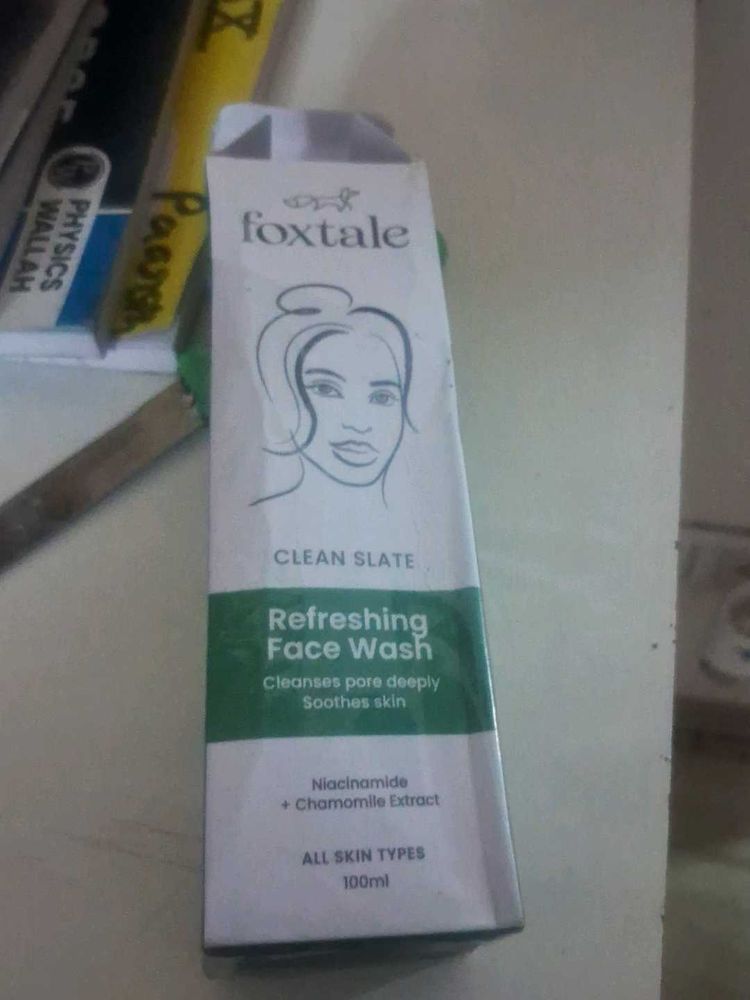 foxtale
CLEAN SLATE
Refreshing
Face Wash
Cleanses pore deeply
Soothes skin
Niacinamide
+ Chamomile Extract
ALL SKIN TYPES
100ml
PHYSICS
WALLAH
IX